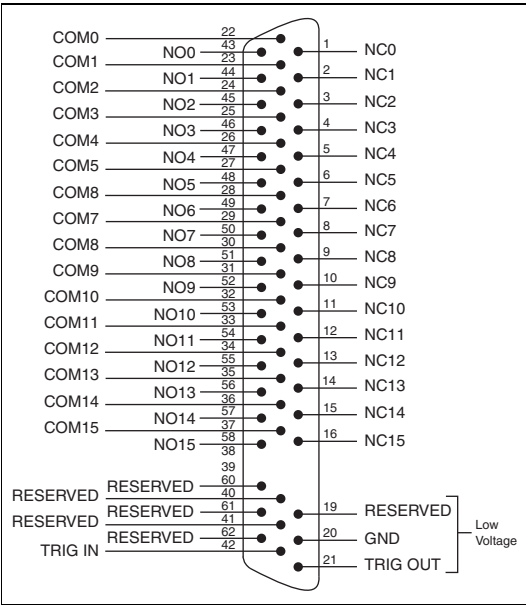 COM0 22
NO0 43 1 NC0
COM1 23
NO1 44 2 NC1
COM2 24
NO2 45 3 NC2
COM3 25
NO3 46 4 NC3
COM4 26
NO4 47 5 NC4
COM5 27
NO5 48 6 NC5
COM8 28
NO6 49 7 NC6
COM7 29
NO7 50 8 NC7
COM8 30
NO8 51 9 NC8
COM9 31
NO9 52 10 NC9
COM10 32
NO10 53 11 NC10
COM11 33
NO11 54 12 NC11
COM12 34
NO12 55 13 NC12
COM13 35
NO13 56 14 NC13
COM14 36
NO14 57 15 NC14
COM15 37
NO15 58 16 NC15
38
39
RESERVED 60
RESERVED 40
RESERVED 61 19 RESERVED
RESERVED 41
RESERVED 62 20 GND
TRIG IN 42
21 TRIG OUT
Low
Voltage